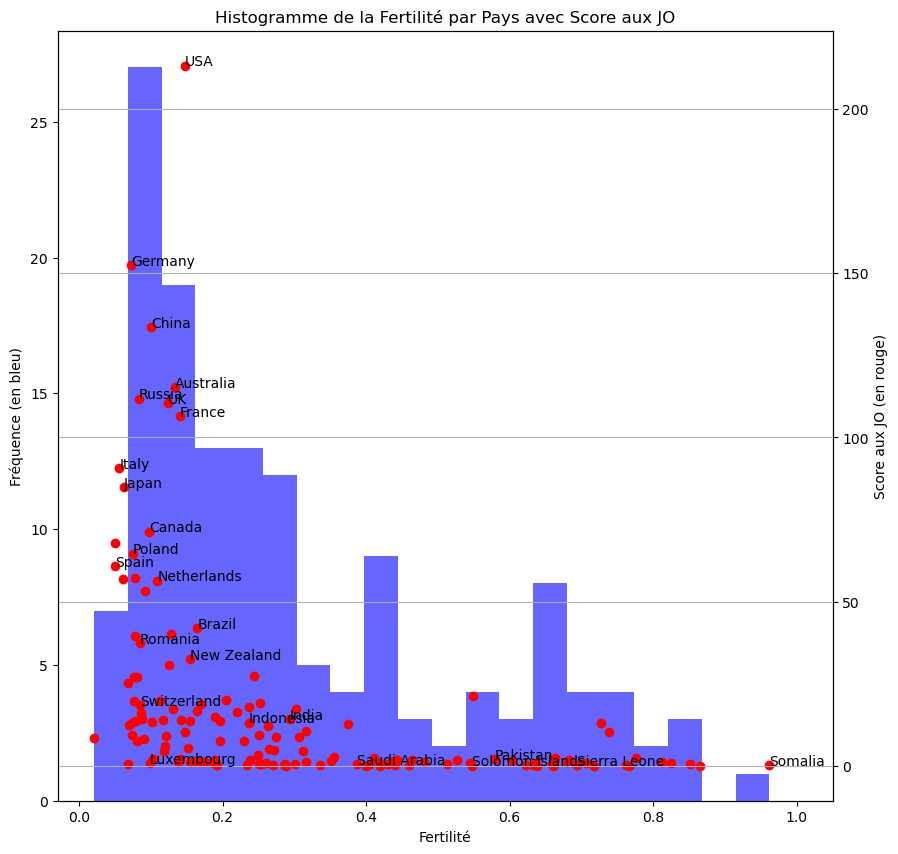 Histogramme de la Fertilité par Pays avec Score aux JO
USA
200
25
Germany
20
150
China
Australia
Russia
UK
15
France
100
Fréquence (en bleu)
Score aux JO (en rouge)
Italy
Japan
10
Canada
Poland
Spain
Netherlands
50
Brazil
Romania
New Zealand
5
Switzerland
India
Indonesia
Pakistan
Luxembourg
Saudi Arabia
Solomon Islands
Sierra Leone
Somalia
0
0
0.0 0.2 0.4 0.6 0.8 1.0
Fertilité